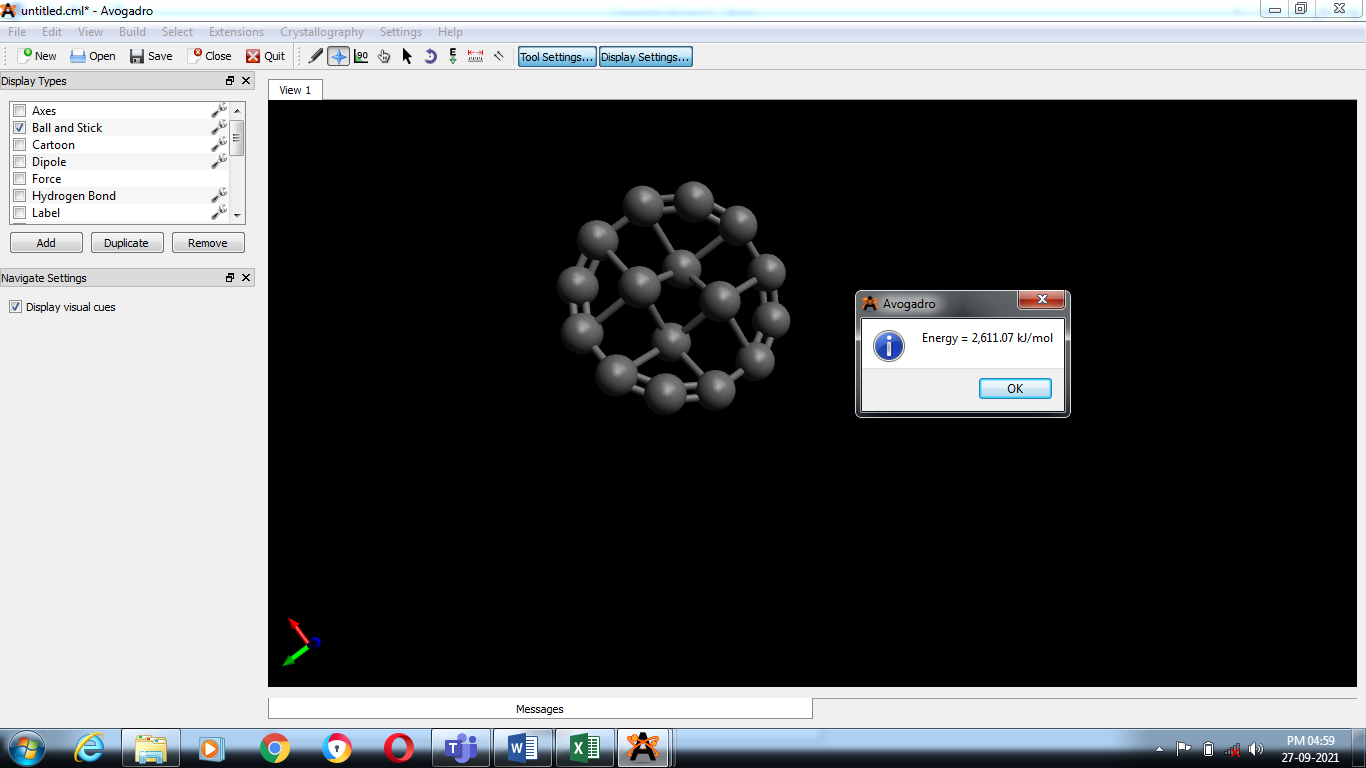 untitled.cml* - Avogadro
File Edit View Build Select Extensions Crystallography Settings Help
New Open Save Close Quit 90 E Tool Settings... Display Settings...
Display Types
Axes
Ball and Stick
Cartoon
Dipole
Force
Hydrogen Bond
Label
Add Duplicate Remove
Navigate Settings
Display visual cues
View 1
Avogadro
Energy = 2,611.07 kJ/mol
OK
Messages
PM 04:59
27-09-2021